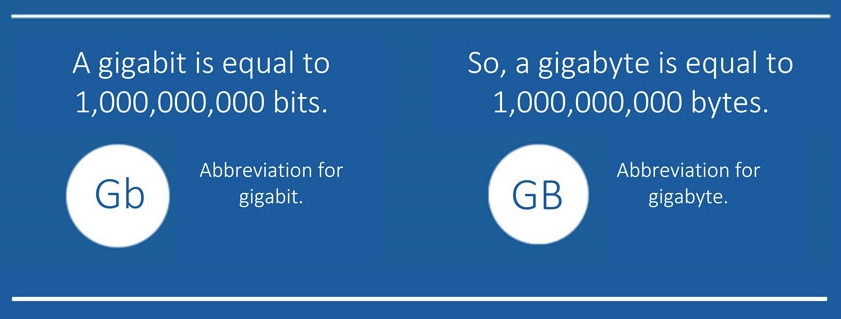 A gigabit is equal to
1,000,000,000 bits.
Gb
Abbreviation for
gigabit.
So, a gigabyte is equal to
1,000,000,000 bytes.
GB
Abbreviation for
gigabyte.